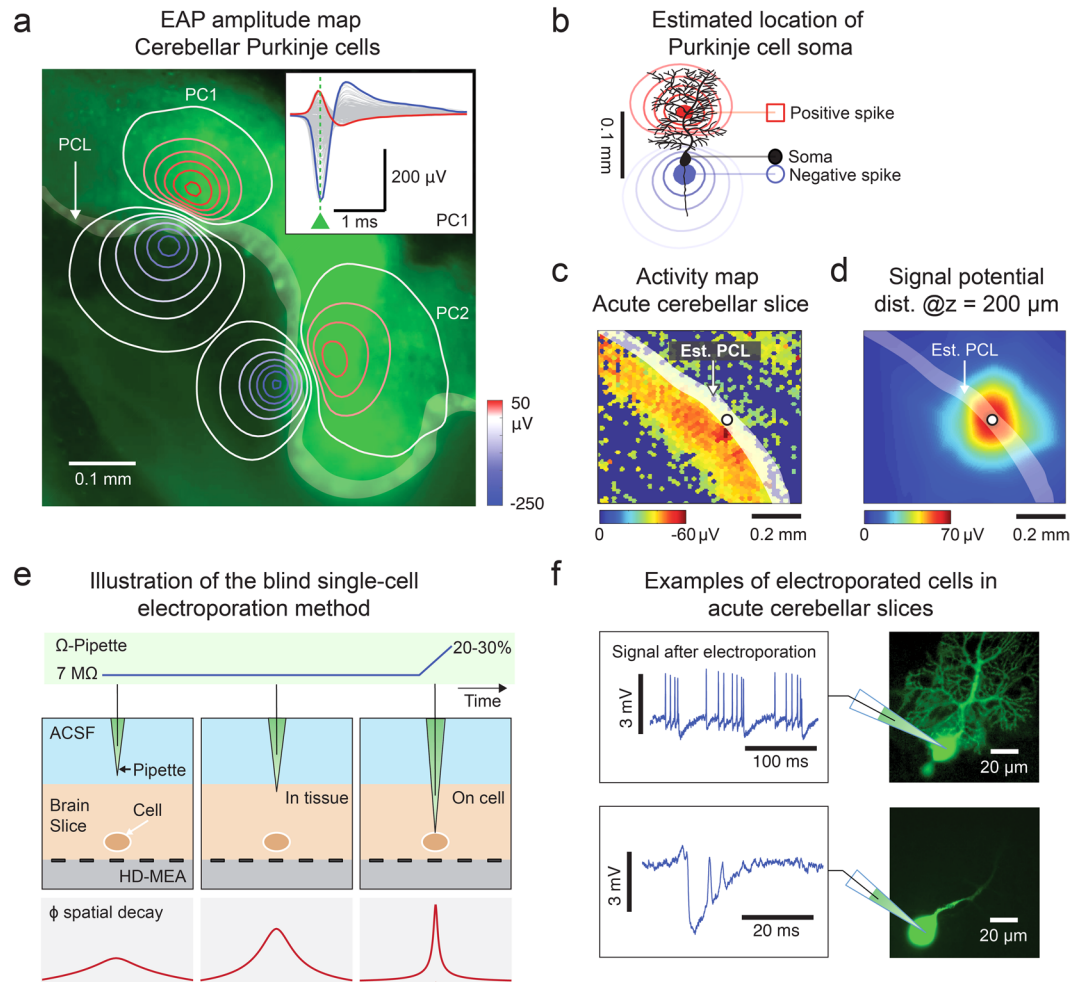 a
EAP amplitude map
Cerebellar Purkinje cells
PC1
PCL
200 µV
1 ms
PC1
PC2
50
µV
-250
0.1 mm
b
Estimated location of
Purkinje cell soma
0.1 mm
Positive spike
Soma
Negative spike
c
Activity map
Acute cerebellar slice
Est. PCL
0
-60 µV
0.2 mm
d
Signal potential
dist. @z = 200 µm
Est. PCL
0
70 µV
0.2 mm
e
Illustration of the blind single-cell
electroporation method
Ω-Pipette
7 MΩ
20-30%
Time
ACSF
Pipette
Brain
Slice
Cell
In tissue
On cell
HD-MEA
ϕ spatial decay
f
Examples of electroporated cells in
acute cerebellar slices
Signal after electroporation
3 mV
100 ms
20 µm
3 mV
20 ms
20 µm